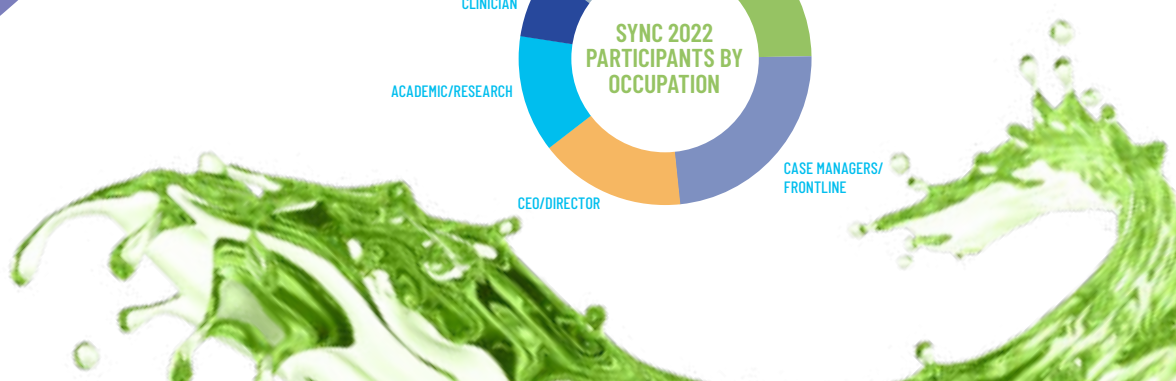 CLINICIAN
SYNC 2022
PARTICIPANTS BY
OCCUPATION
ACADEMIC/RESEARCH
CASE MANAGERS/
FRONTLINE
CEO/DIRECTOR